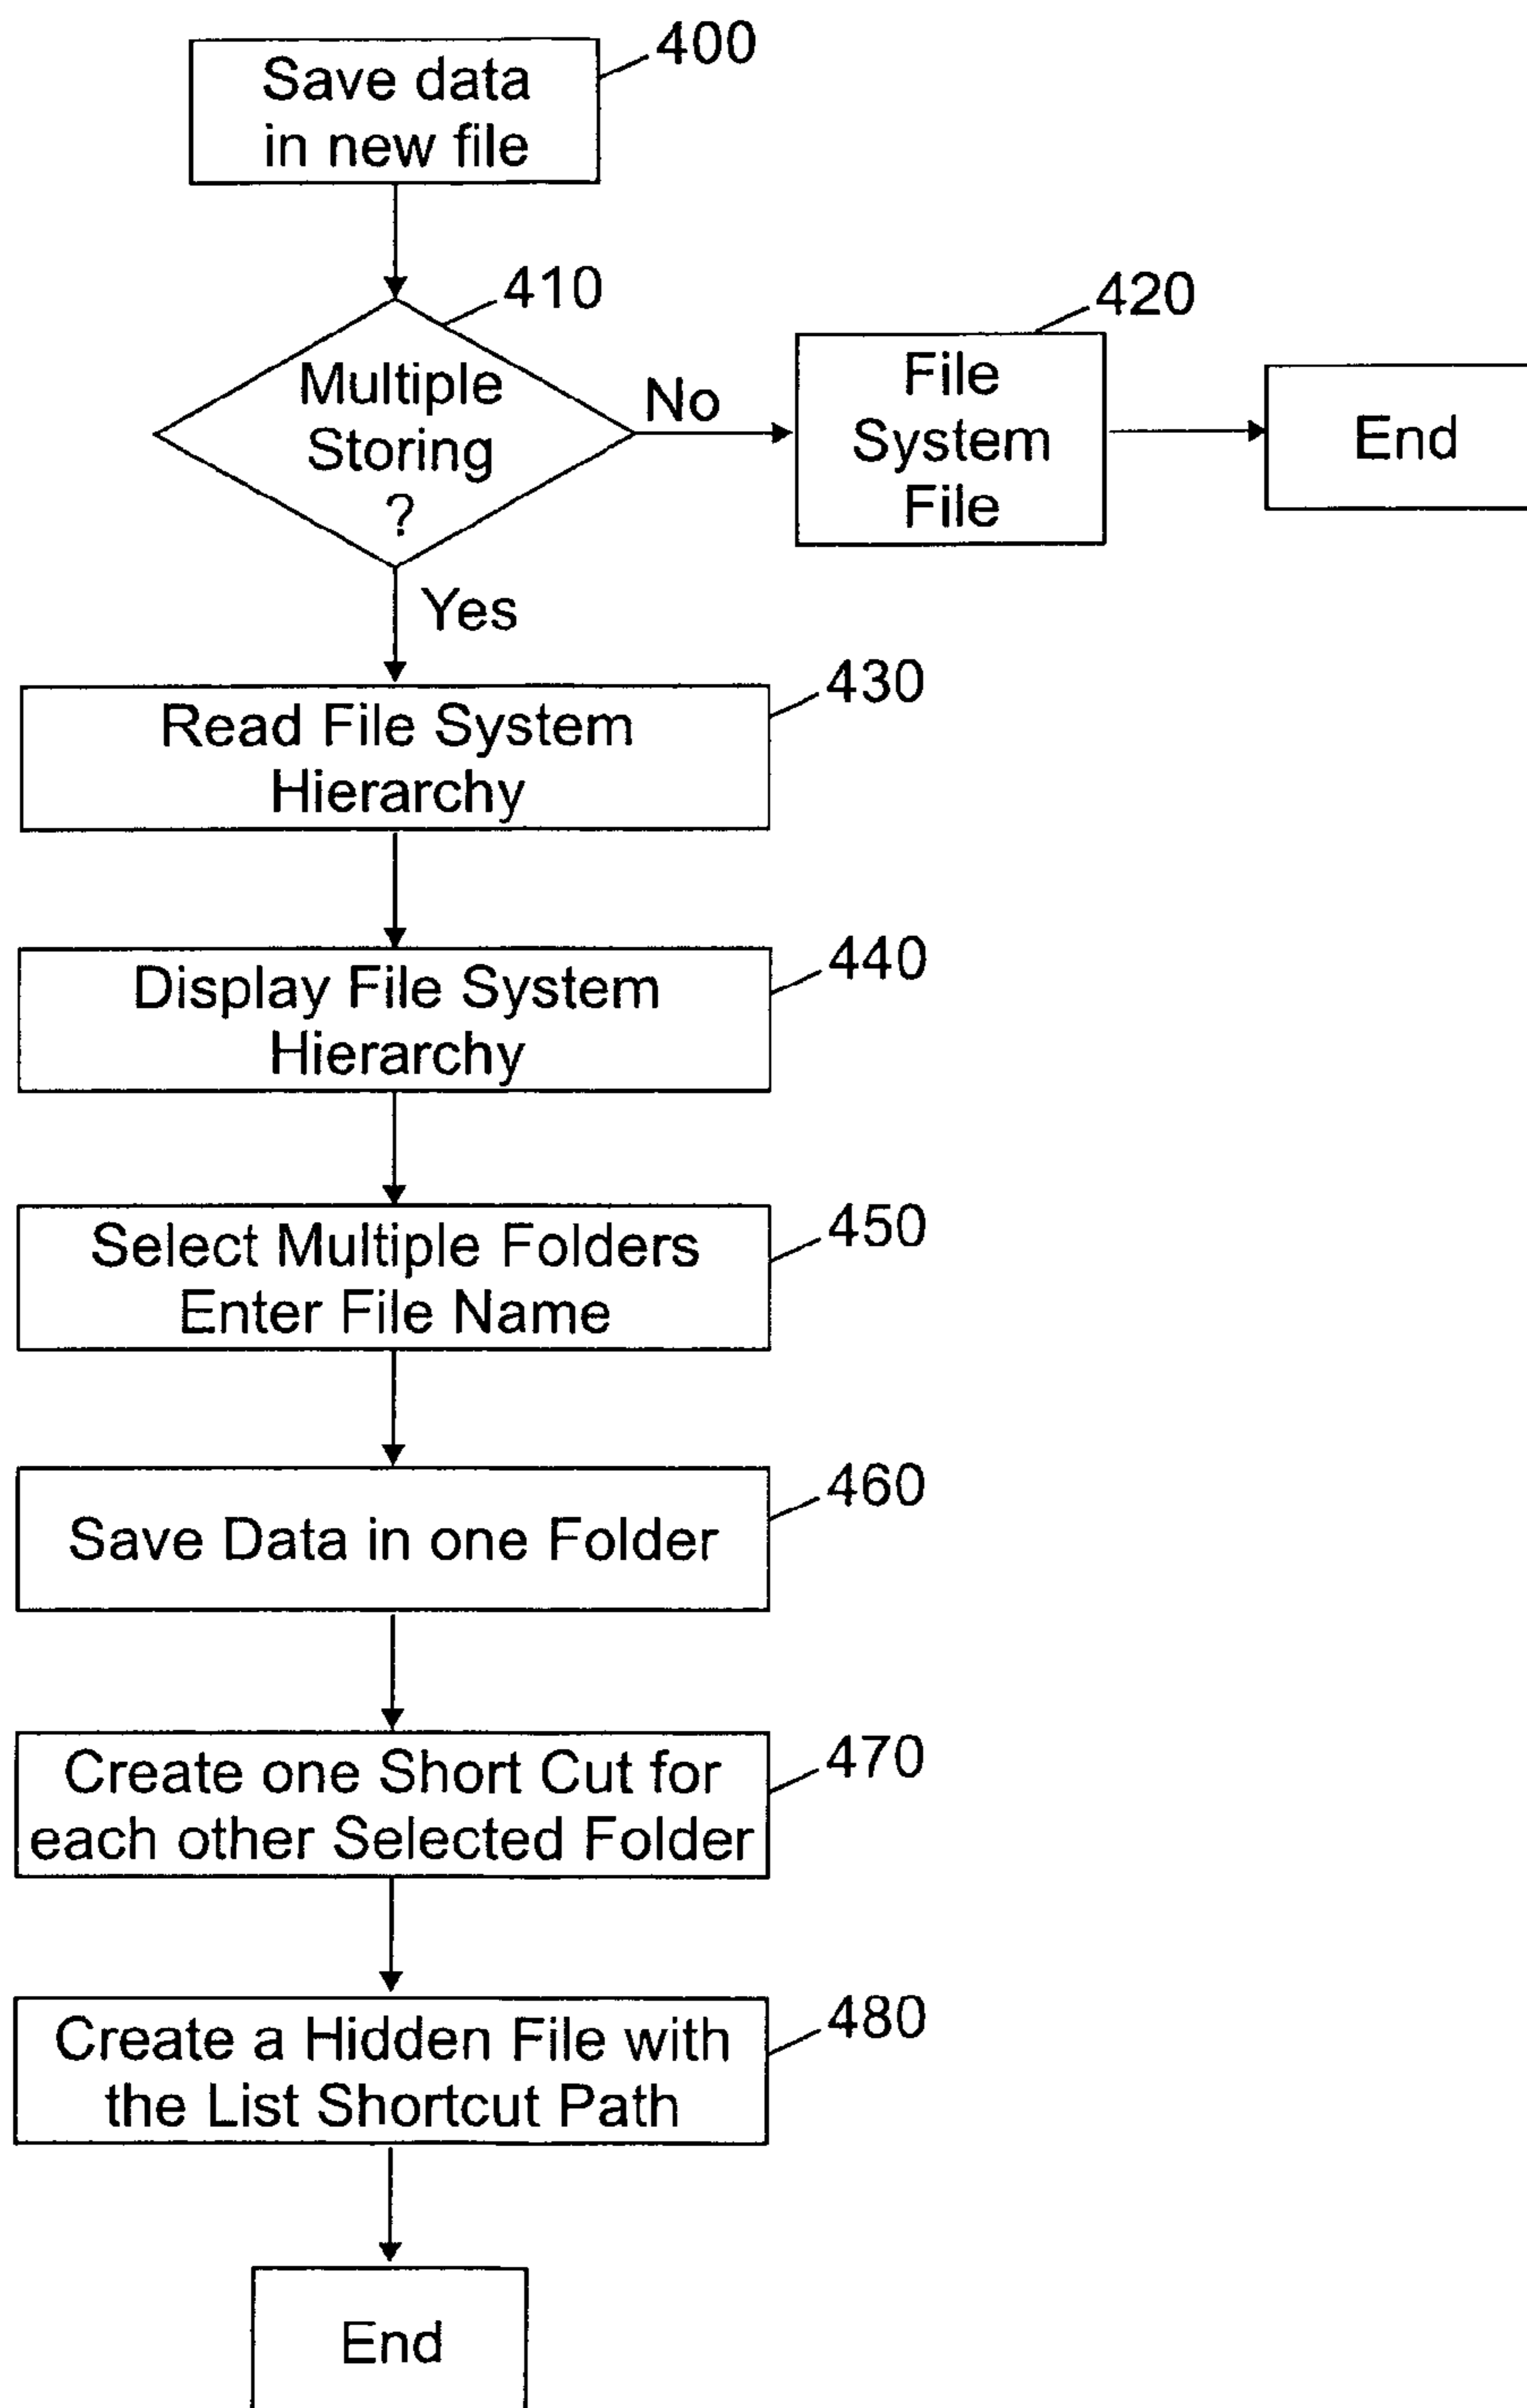 400
Save data
in new file
410
Multiple
Storing
?
No
420
File
System
File
End
Yes
430
Read File System
Hierarchy
440
Display File System
Hierarchy
450
Select Multiple Folders
Enter File Name
460
Save Data in one Folder
470
Create one Short Cut for
each other Selected Folder
480
Create a Hidden File with
the List Shortcut Path
End